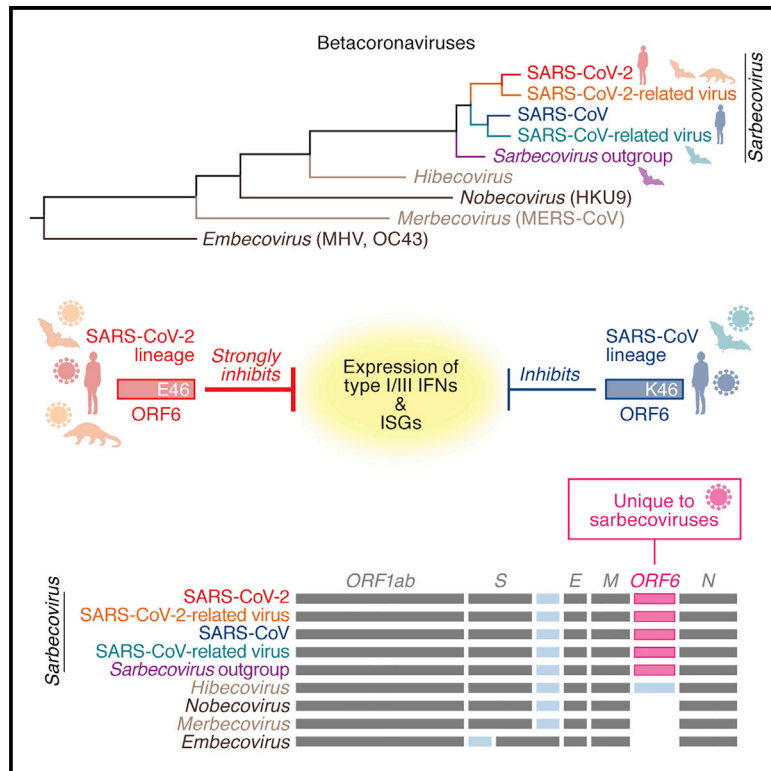 Betacoronaviruses
SARS-CoV-2
SARS-CoV-2-related virus
SARS-CoV
SARS-CoV-related virus
Sarbecovirus outgroup
Sarbecovirus
Hibecovirus
Nobecovirus (HKU9)
Merbecovirus (MERS-CoV)
Embecovirus (MHV, OC43)
SARS-CoV-2
lineage
E46
ORF6
Strongly
inhibits
Expression of
type I/III IFNs
&
ISGs
Inhibits
SARS-CoV
lineage
K46
ORF6
Unique to
sarbecoviruses
ORF1ab S E M ORF6 N
Sarbecovirus
SARS-CoV-2
SARS-CoV-2-related virus
SARS-CoV
SARS-CoV-related virus
Sarbecovirus outgroup
Hibecovirus
Nobecovirus
Merbecovirus
Embecovirus